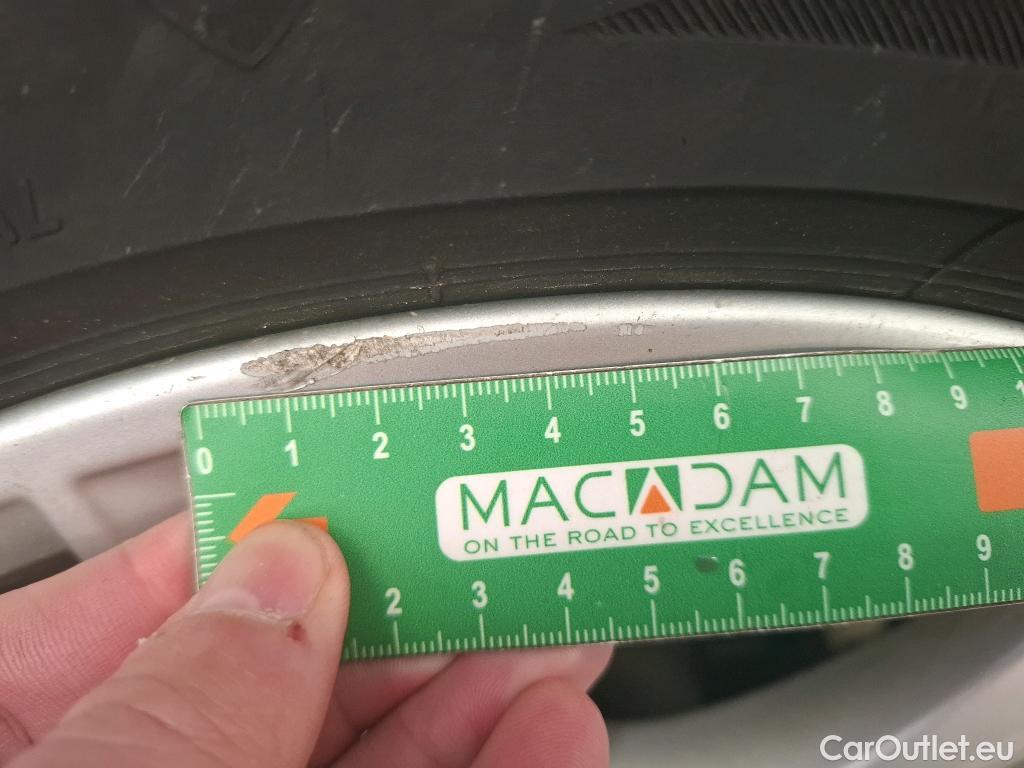 0 1 2 3 4 5 6 7 8 9
MACADAM
ON THE ROAD TO EXCELLENCE
2 3 4 5 6 7 8 9
CarOutlet.eu